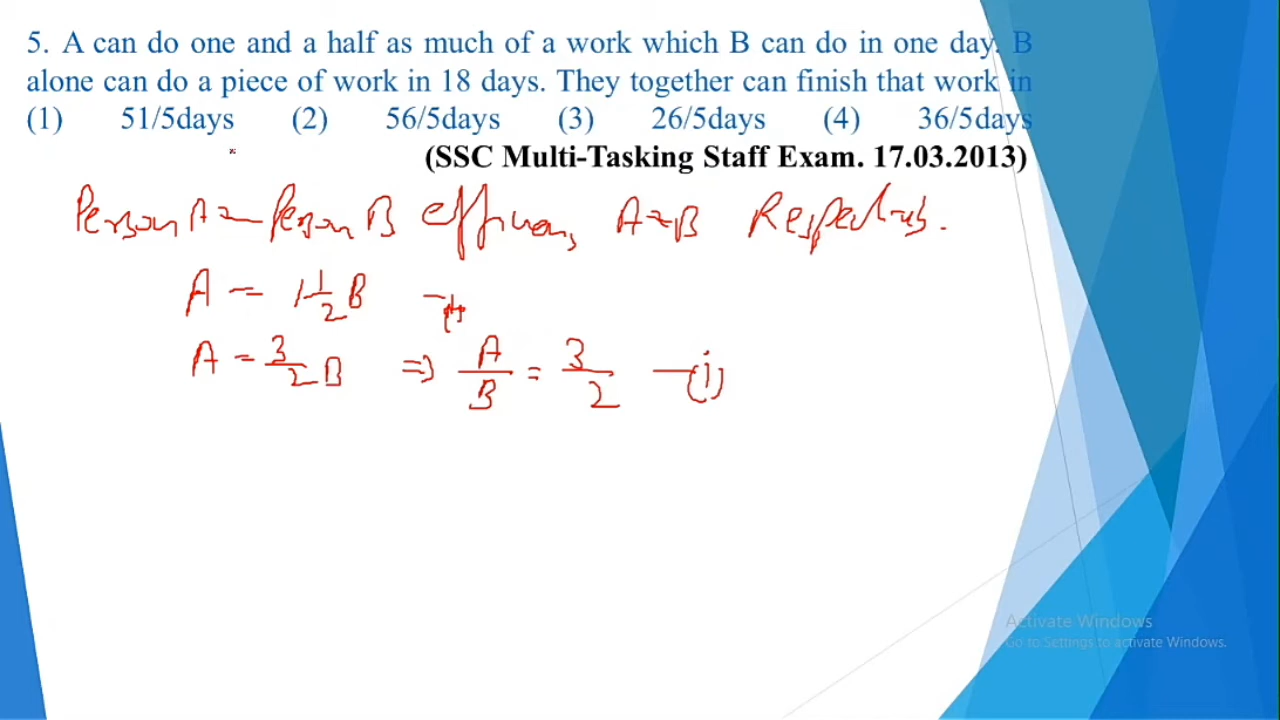 5. A can do one and a half as much of a work which B can do in one day. B
alone can do a piece of work in 18 days. They together can finish that work in
(1) 51/5days (2) 56/5days (3) 26/5days (4) 36/5days
(SSC Multi-Tasking Staff Exam. 17.03.2013)
Person A Person B A B
A = 1 1/2 B
A = 3/2 B ⇒ A/B = 3/2 —(i)
Activate Windows
Go to Settings to activate Windows.